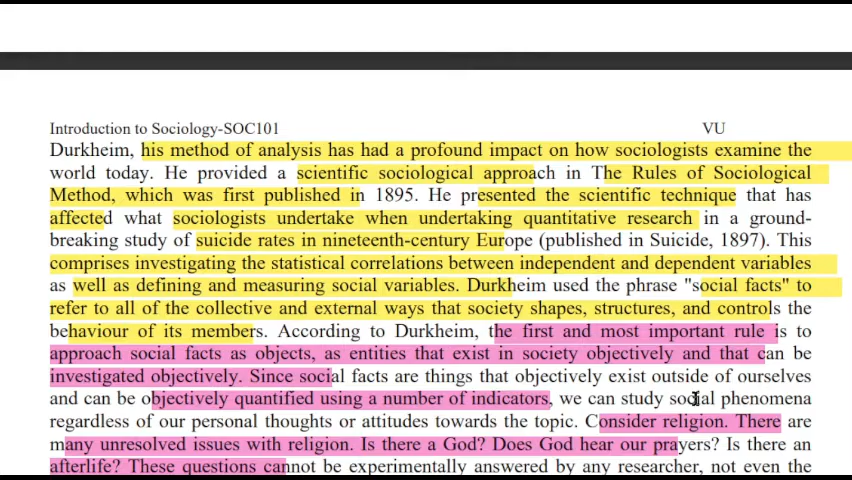 Introduction to Sociology-SOC101 VU
Durkheim, his method of analysis has had a profound impact on how sociologists examine the
world today. He provided a scientific sociological approach in The Rules of Sociological
Method, which was first published in 1895. He presented the scientific technique that has
affected what sociologists undertake when undertaking quantitative research in a ground-
breaking study of suicide rates in nineteenth-century Europe (published in Suicide, 1897). This
comprises investigating the statistical correlations between independent and dependent variables
as well as defining and measuring social variables. Durkheim used the phrase "social facts" to
refer to all of the collective and external ways that society shapes, structures, and controls the
behaviour of its members. According to Durkheim, the first and most important rule is to
approach social facts as objects, as entities that exist in society objectively and that can be
investigated objectively. Since social facts are things that objectively exist outside of ourselves
and can be objectively quantified using a number of indicators, we can study social phenomena
regardless of our personal thoughts or attitudes towards the topic. Consider religion. There are
many unresolved issues with religion. Is there a God? Does God hear our prayers? Is there an
afterlife? These questions cannot be experimentally answered by any researcher, not even the